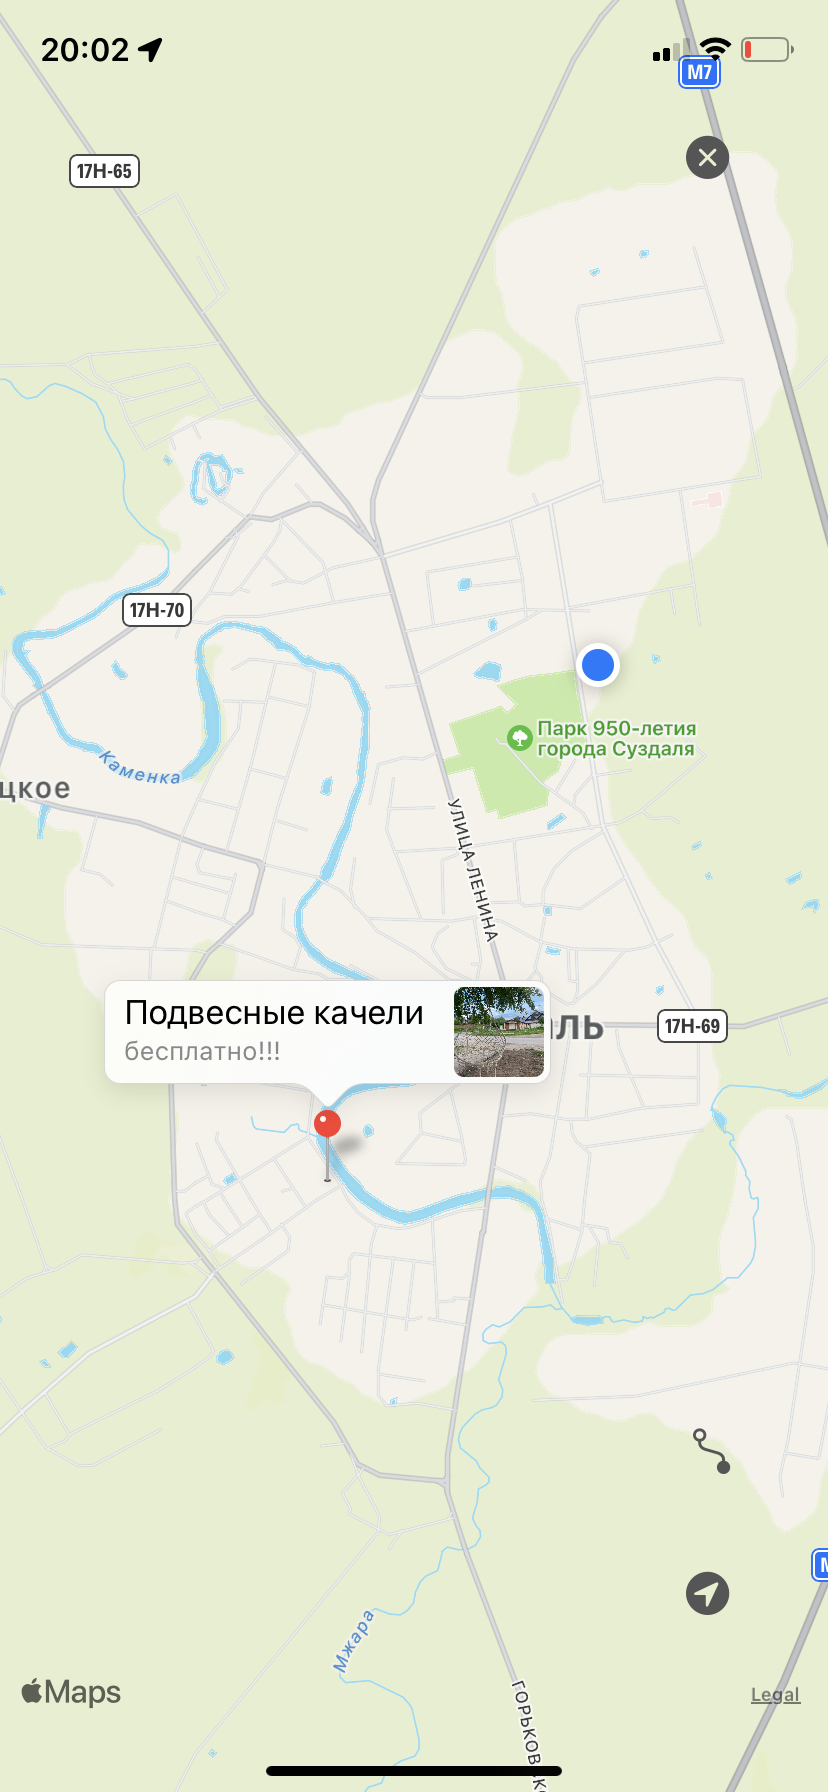 20:02
M7
17H-65
17H-70
Парк 950-летия
города Суздаля
Каменка
цкое
УЛИЦА ЛЕНИНА
Подвесные качели
бесплатно!!!
ль
17H-69
Мжара
Maps
Legal